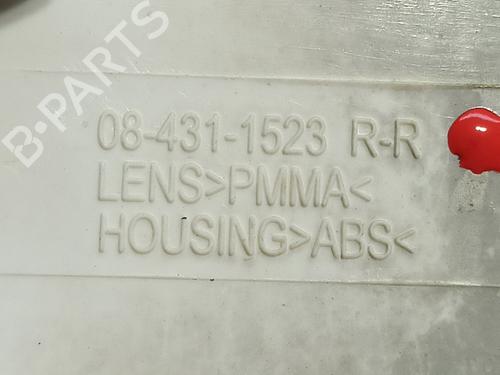 B-PARTS
08-431-1523 R-R
LENS>PMMA<
HOUSING>ABS<